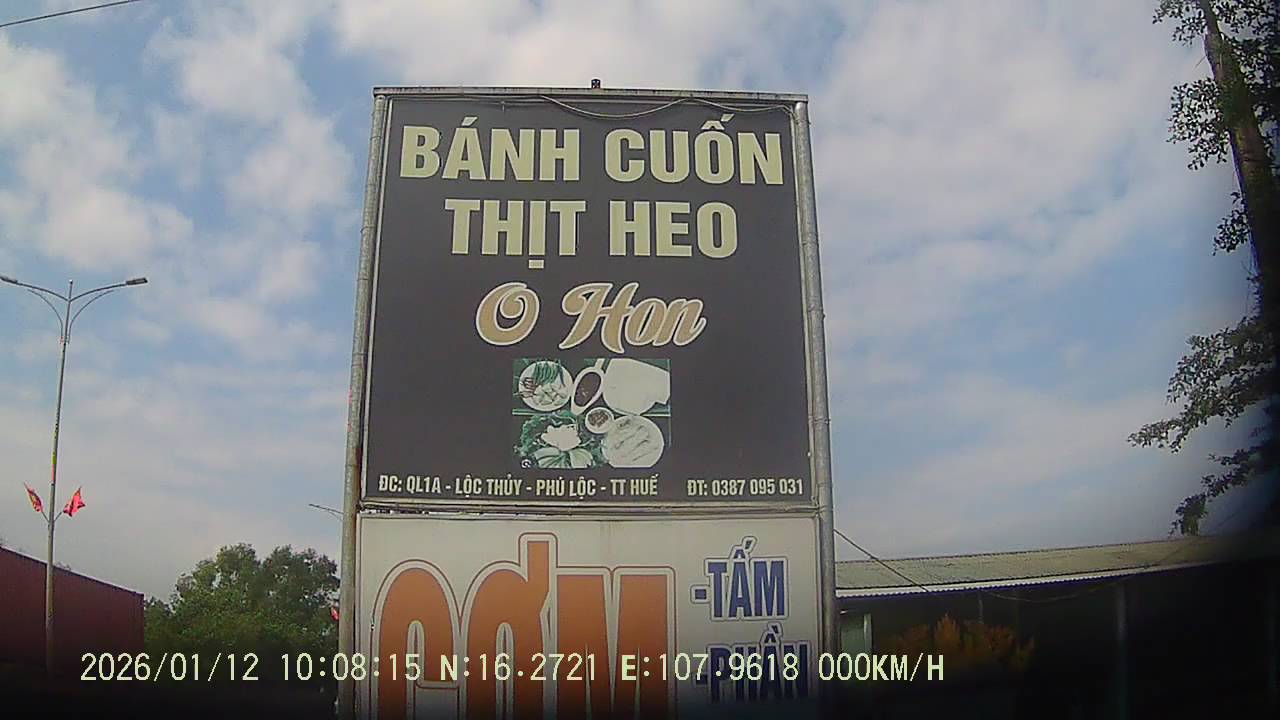 BÁNH CUỐN
THỊT HEO
O Hon
ĐC: QL1A - LỘC THỦY - PHÚ LỘC - TT HUẾ ĐT: 0387 095 031
CƠM
-TẤM
-PHẦN
2026/01/12 10:08:15 N:16.2721 E:107.9618 000KM/H